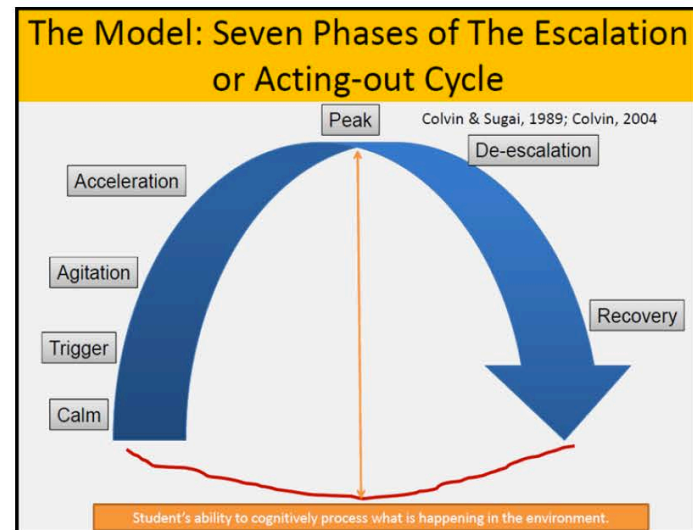 The Model: Seven Phases of The Escalation
or Acting-out Cycle
Peak
Colvin & Sugai, 1989; Colvin, 2004
De-escalation
Acceleration
Agitation
Recovery
Trigger
Calm
Student's ability to cognitively process what is happening in the environment.